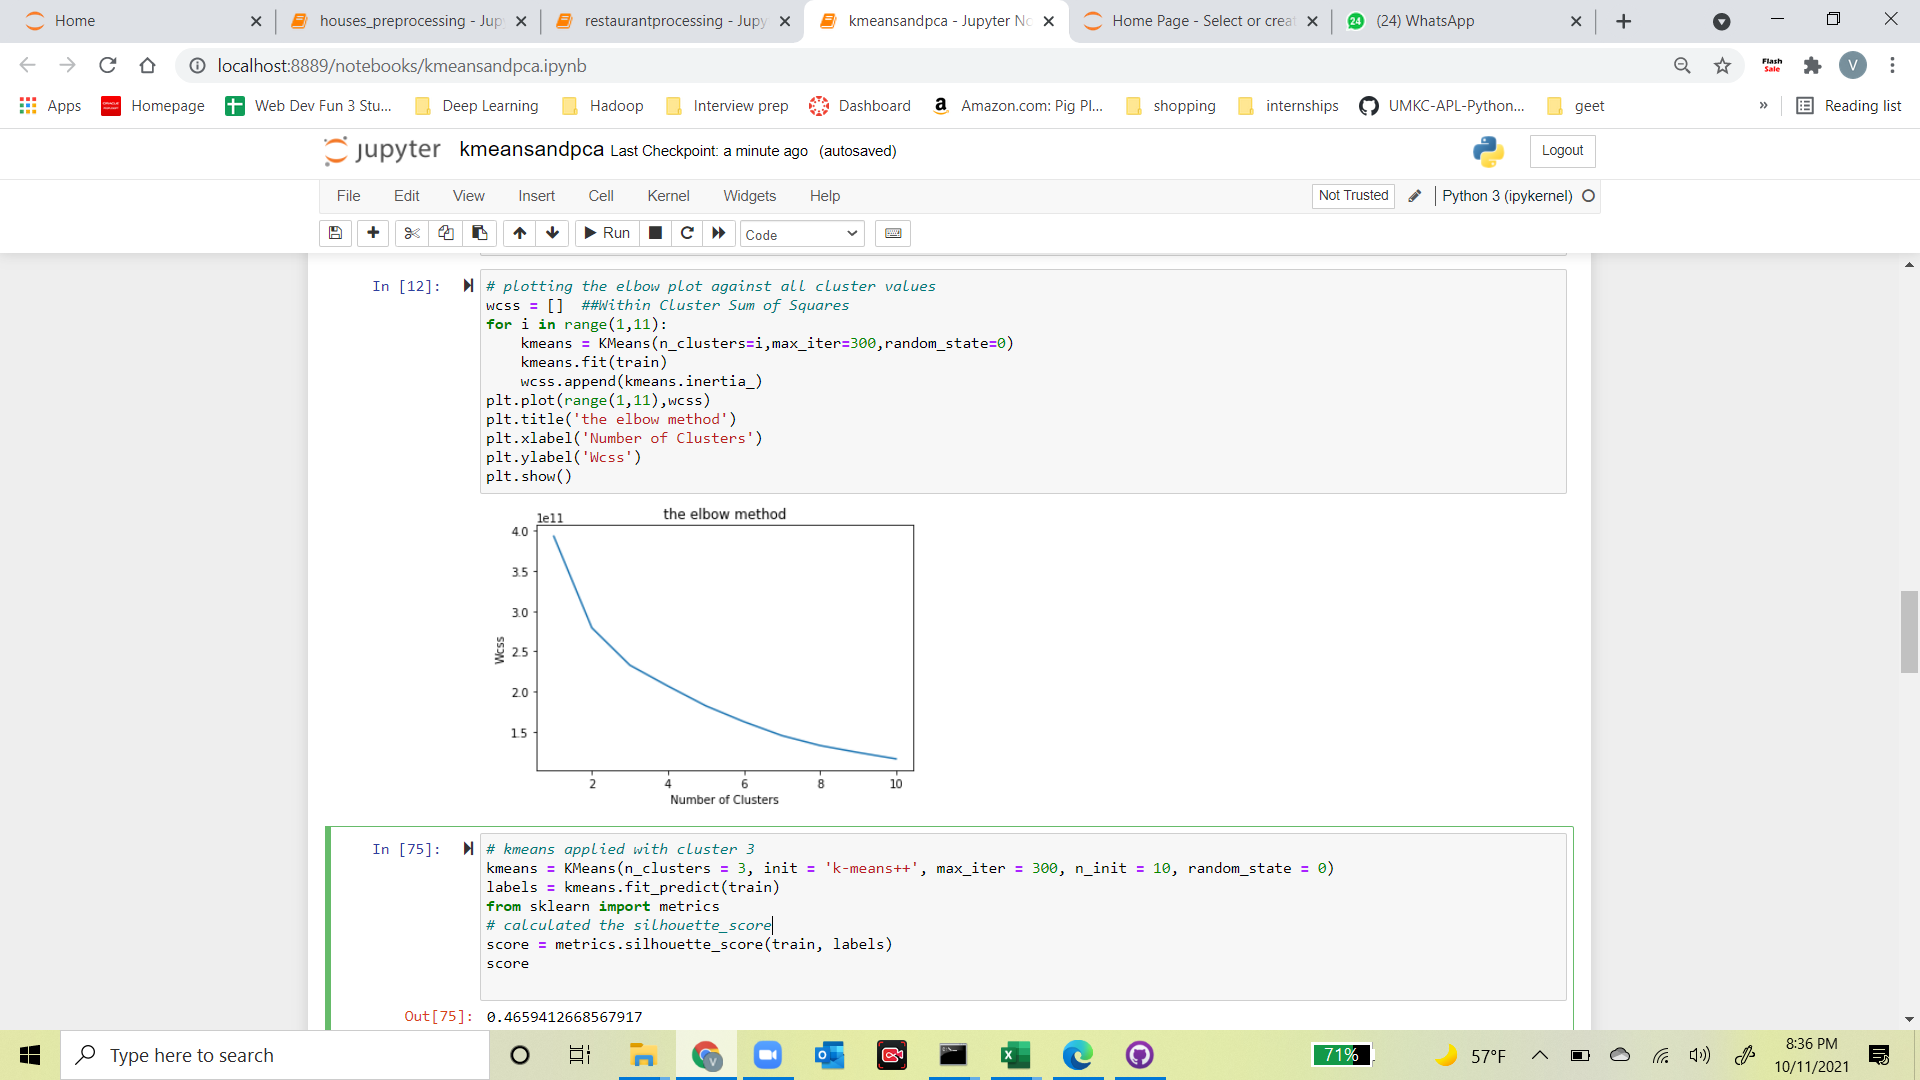 Home
houses_preprocessing - Jup
restaurantprocessing - Jupy
kmeansandpca - Jupyter No
Home Page - Select or creat
24 (24) WhatsApp
localhost:8889/notebooks/kmeansandpca.ipynb
Flash Sale
V
Apps
Homepage
Web Dev Fun 3 Stu...
Deep Learning
Hadoop
Interview prep
Dashboard
Amazon.com: Pig Pl...
shopping
internships
UMKC-APL-Python...
geet
»
Reading list
jupyter kmeansandpca Last Checkpoint: a minute ago (autosaved)
Logout
File Edit View Insert Cell Kernel Widgets Help
Not Trusted
Python 3 (ipykernel)
Run
Code
In [12]:
# plotting the elbow plot against all cluster values
wcss = [] ##Within Cluster Sum of Squares
for i in range(1,11):
    kmeans = KMeans(n_clusters=i,max_iter=300,random_state=0)
    kmeans.fit(train)
    wcss.append(kmeans.inertia_)
plt.plot(range(1,11),wcss)
plt.title('the elbow method')
plt.xlabel('Number of Clusters')
plt.ylabel('Wcss')
plt.show()
1e11
the elbow method
4.0
3.5
3.0
2.5
2.0
1.5
Wcss
2 4 6 8 10
Number of Clusters
In [75]:
# kmeans applied with cluster 3
kmeans = KMeans(n_clusters = 3, init = 'k-means++', max_iter = 300, n_init = 10, random_state = 0)
labels = kmeans.fit_predict(train)
from sklearn import metrics
# calculated the silhouette_score
score = metrics.silhouette_score(train, labels)
score
Out[75]: 0.4659412668567917
Type here to search
71%
57°F
8:36 PM
10/11/2021